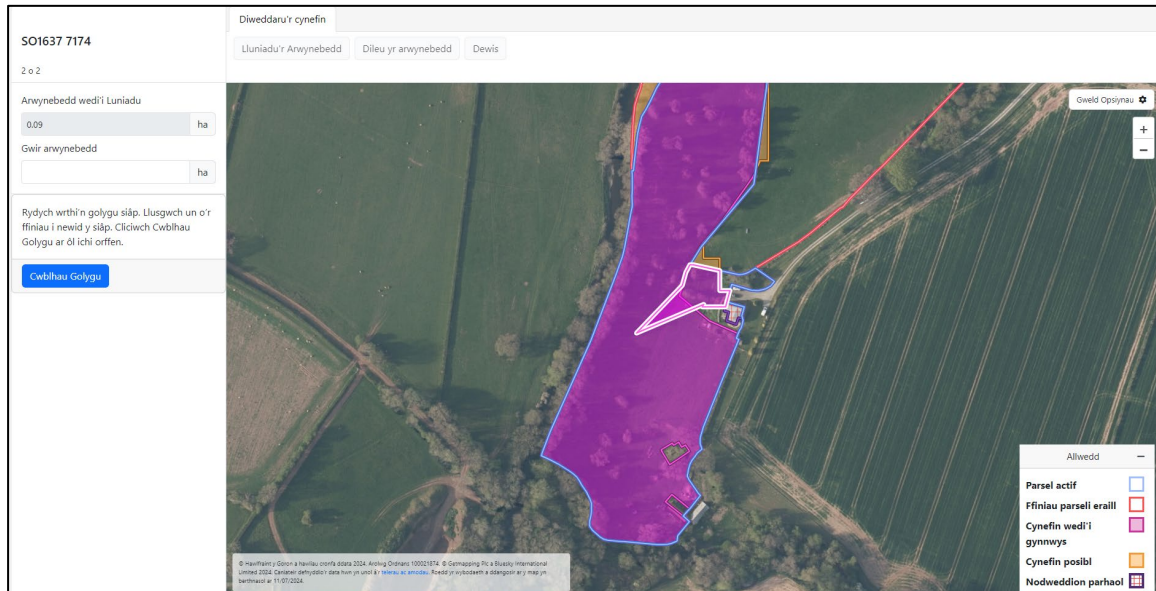 Diweddaru'r cynefin
SO1637 7174
2 o 2
Lluniadu'r Arwynebedd
Dileu yr arwynebedd
Dewis
Arwynebedd wedi'i Luniadu
0.09 ha
Gwir arwynebedd
ha
Rydych wrthi'n golygu siâp. Llusgwch un o'r
ffiniau i newid y siâp. Cliciwch Cwblhau
Golygu ar ôl ichi orffen.
Cwblhau Golygu
Gweld Opsiynau
+
−
Allwedd −
Parsel actif
Ffiniau parseli eraill
Cynefin wedi'i
gynnwys
Cynefin posibl
Nodweddion parhaol
© Hawlfraint y Goron a hawliau cronfa ddata 2024. Arolwg Ordnans 100021874. © Getmapping Plc a Bluesky International
Limited 2024. Caniateir defnyddio'r data hwn yn unol â'r telerau ac amodau. Roedd yr wybodaeth a ddangosir ar y map yn
berthnasol ar 11/07/2024.